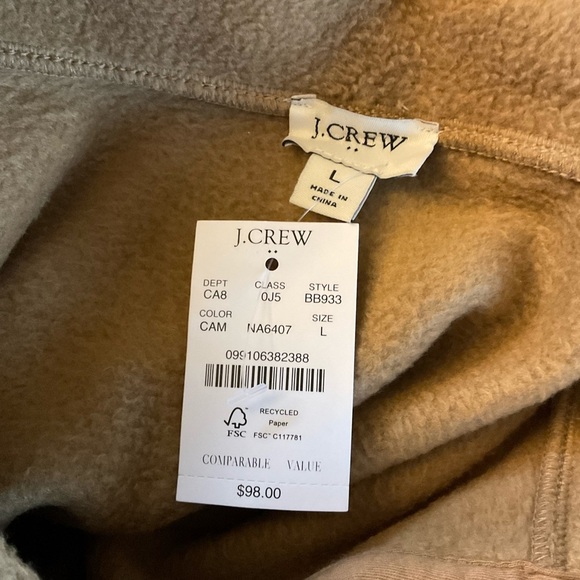 J.CREW
L
MADE IN
CHINA
J.CREW
DEPT CLASS STYLE
CA8 0J5 BB933
COLOR SIZE
CAM NA6407 L
099106382388
RECYCLED
Paper
FSC FSC® C117781
COMPARABLE VALUE
$98.00